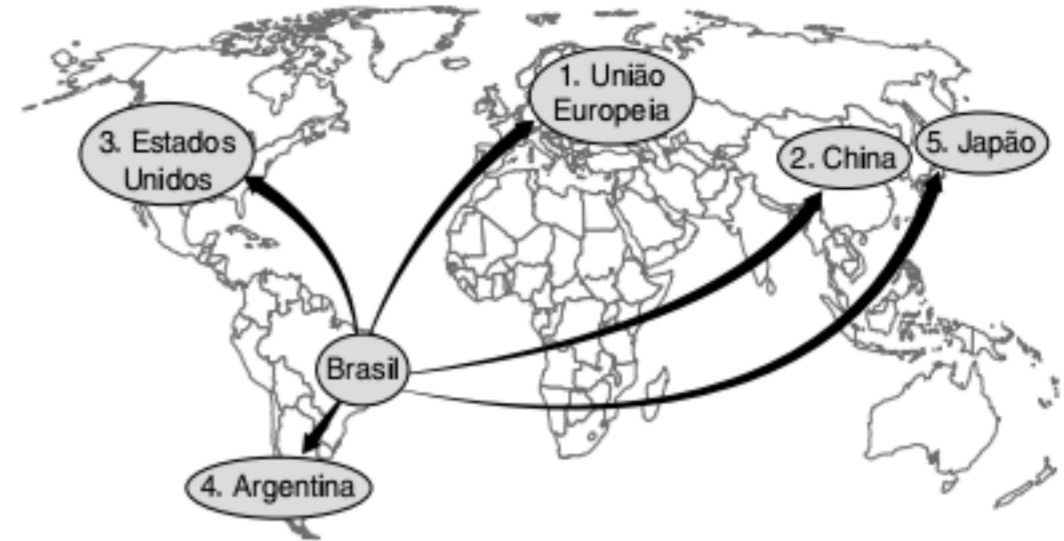 1. União
Europeia
3. Estados
Unidos
2. China
5. Japão
Brasil
4. Argentina